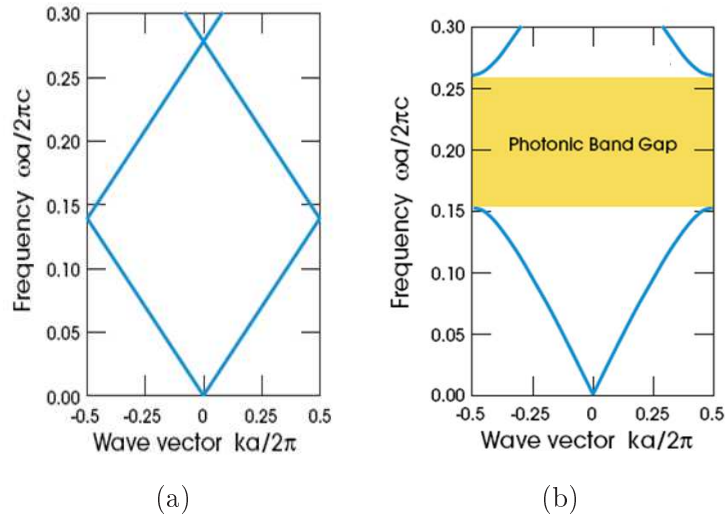 0.30
0.25
0.20
0.15
0.10
0.05
0.00
-0.5 -0.25 0 0.25 0.5
Frequency ωa/2πc
Wave vector ka/2π
(a)
0.30
0.25
0.20
0.15
0.10
0.05
0.00
-0.5 -0.25 0 0.25 0.5
Frequency ωa/2πc
Photonic Band Gap
Wave vector ka/2π
(b)